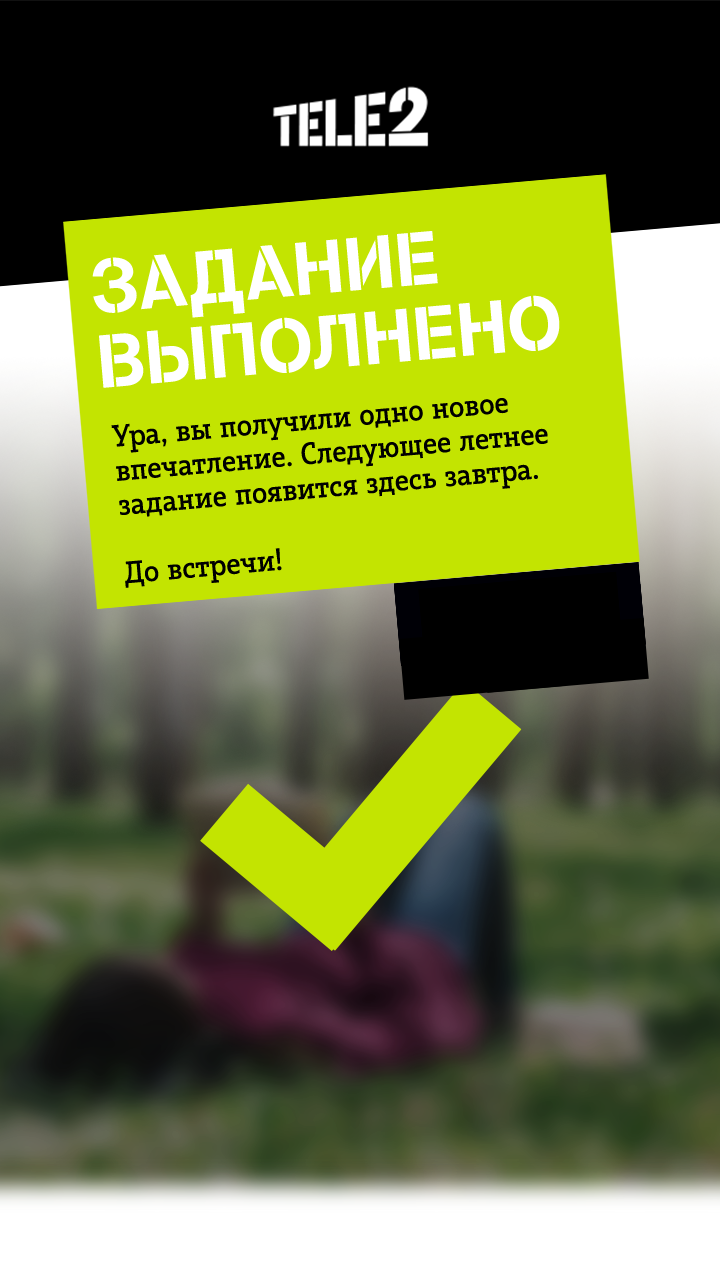 TELE2
ЗАДАНИЕ
ВЫПОЛНЕНО
Ура, вы получили одно новое
впечатление. Следующее летнее
задание появится здесь завтра.
До встречи!